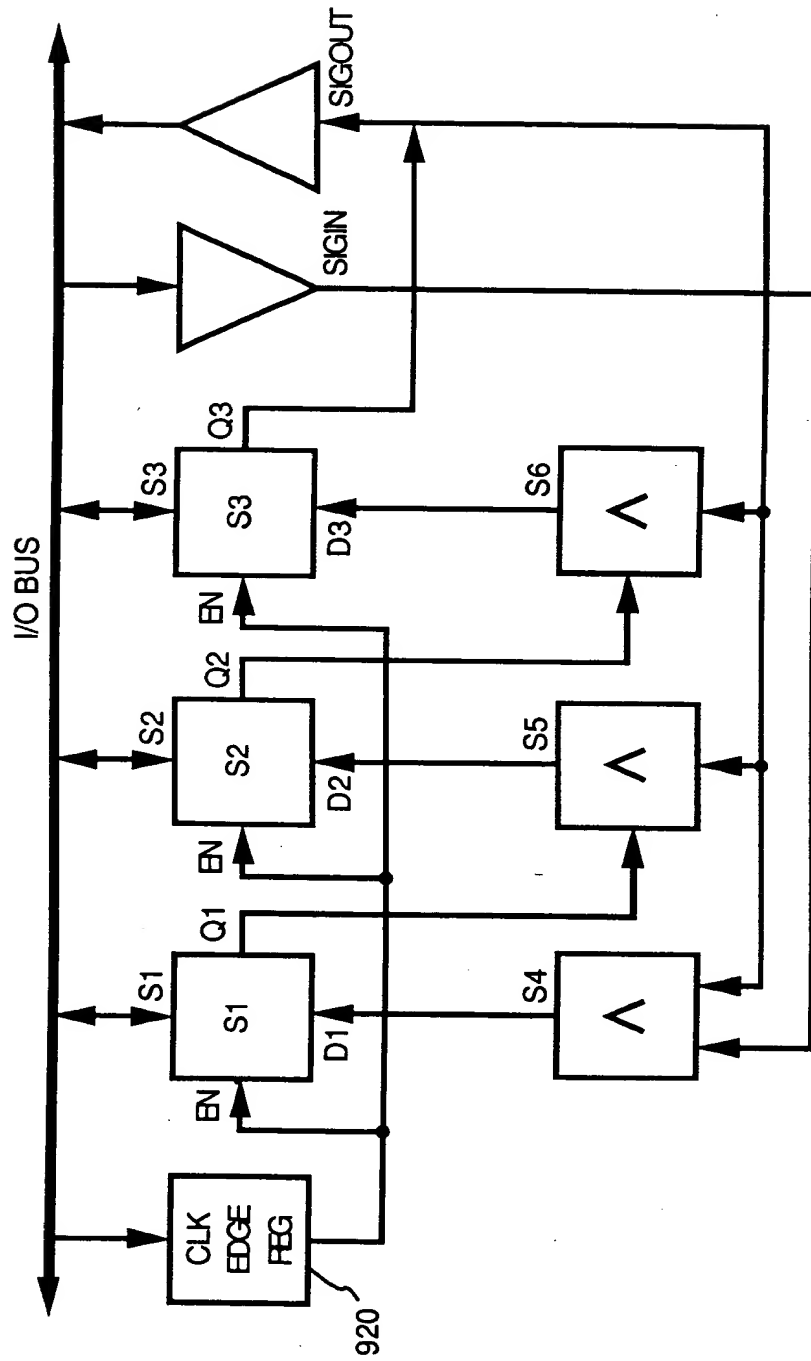 I/O BUS
S1
S2
S3
SIGIN
SIGOUT
CLK
EDGE
REG
920
EN
S1
Q1
D1
EN
S2
Q2
D2
EN
S3
Q3
D3
S4
V
S5
V
S6
V